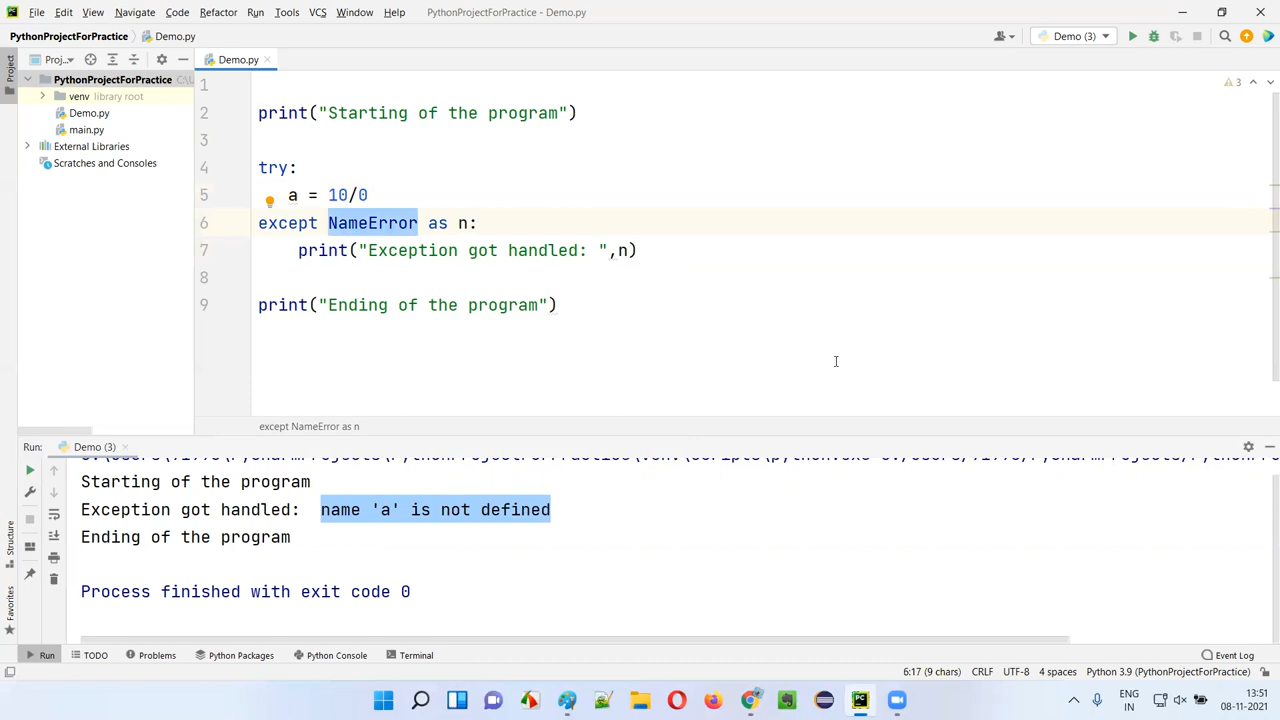 File Edit View Navigate Code Refactor Run Tools VCS Window Help PythonProjectForPractice - Demo.py
PythonProjectForPractice Demo.py Demo (3)
Project Proj... Demo.py
PythonProjectForPractice C:\U
venv library root
Demo.py
main.py
External Libraries
Scratches and Consoles
3
1
2 print("Starting of the program")
3
4 try:
5 a = 10/0
6 except NameError as n:
7 print("Exception got handled: ",n)
8
9 print("Ending of the program")
except NameError as n
Run: Demo (3)
Starting of the program
Exception got handled: name 'a' is not defined
Ending of the program
Process finished with exit code 0
Structure
Favorites
Run TODO Problems Python Packages Python Console Terminal Event Log
6:17 (9 chars) CRLF UTF-8 4 spaces Python 3.9 (PythonProjectForPractice)
PC
ENG
IN
13:51
08-11-2021